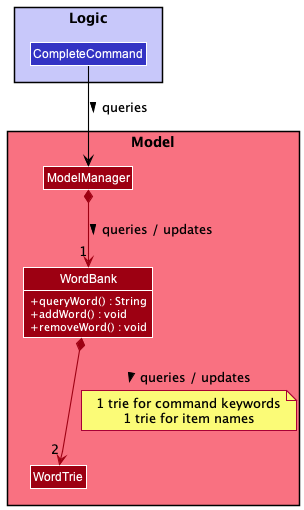 Logic
CompleteCommand
queries
Model
ModelManager
queries / updates
1
WordBank
+queryWord() : String
+addWord() : void
+removeWord() : void
queries / updates
1 trie for command keywords
1 trie for item names
2
WordTrie